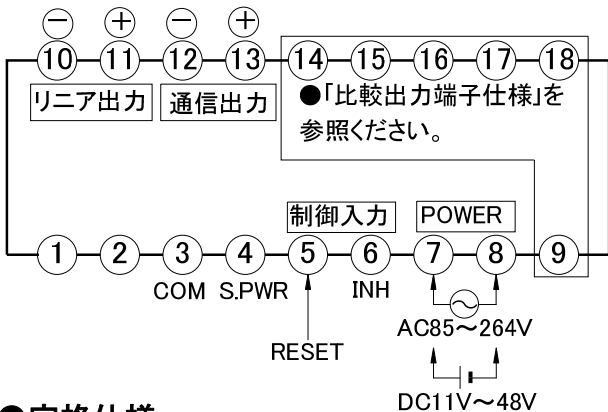 ⊖ ⊕ ⊖ ⊕
10 11 12 13 14 15 16 17 18
リニア出力 通信出力
●「比較出力端子仕様」を
参照ください。
制御入力 POWER
1 2 3 4 5 6 7 8 9
COM S.PWR INH
RESET
AC85～264V
DC11V～48V